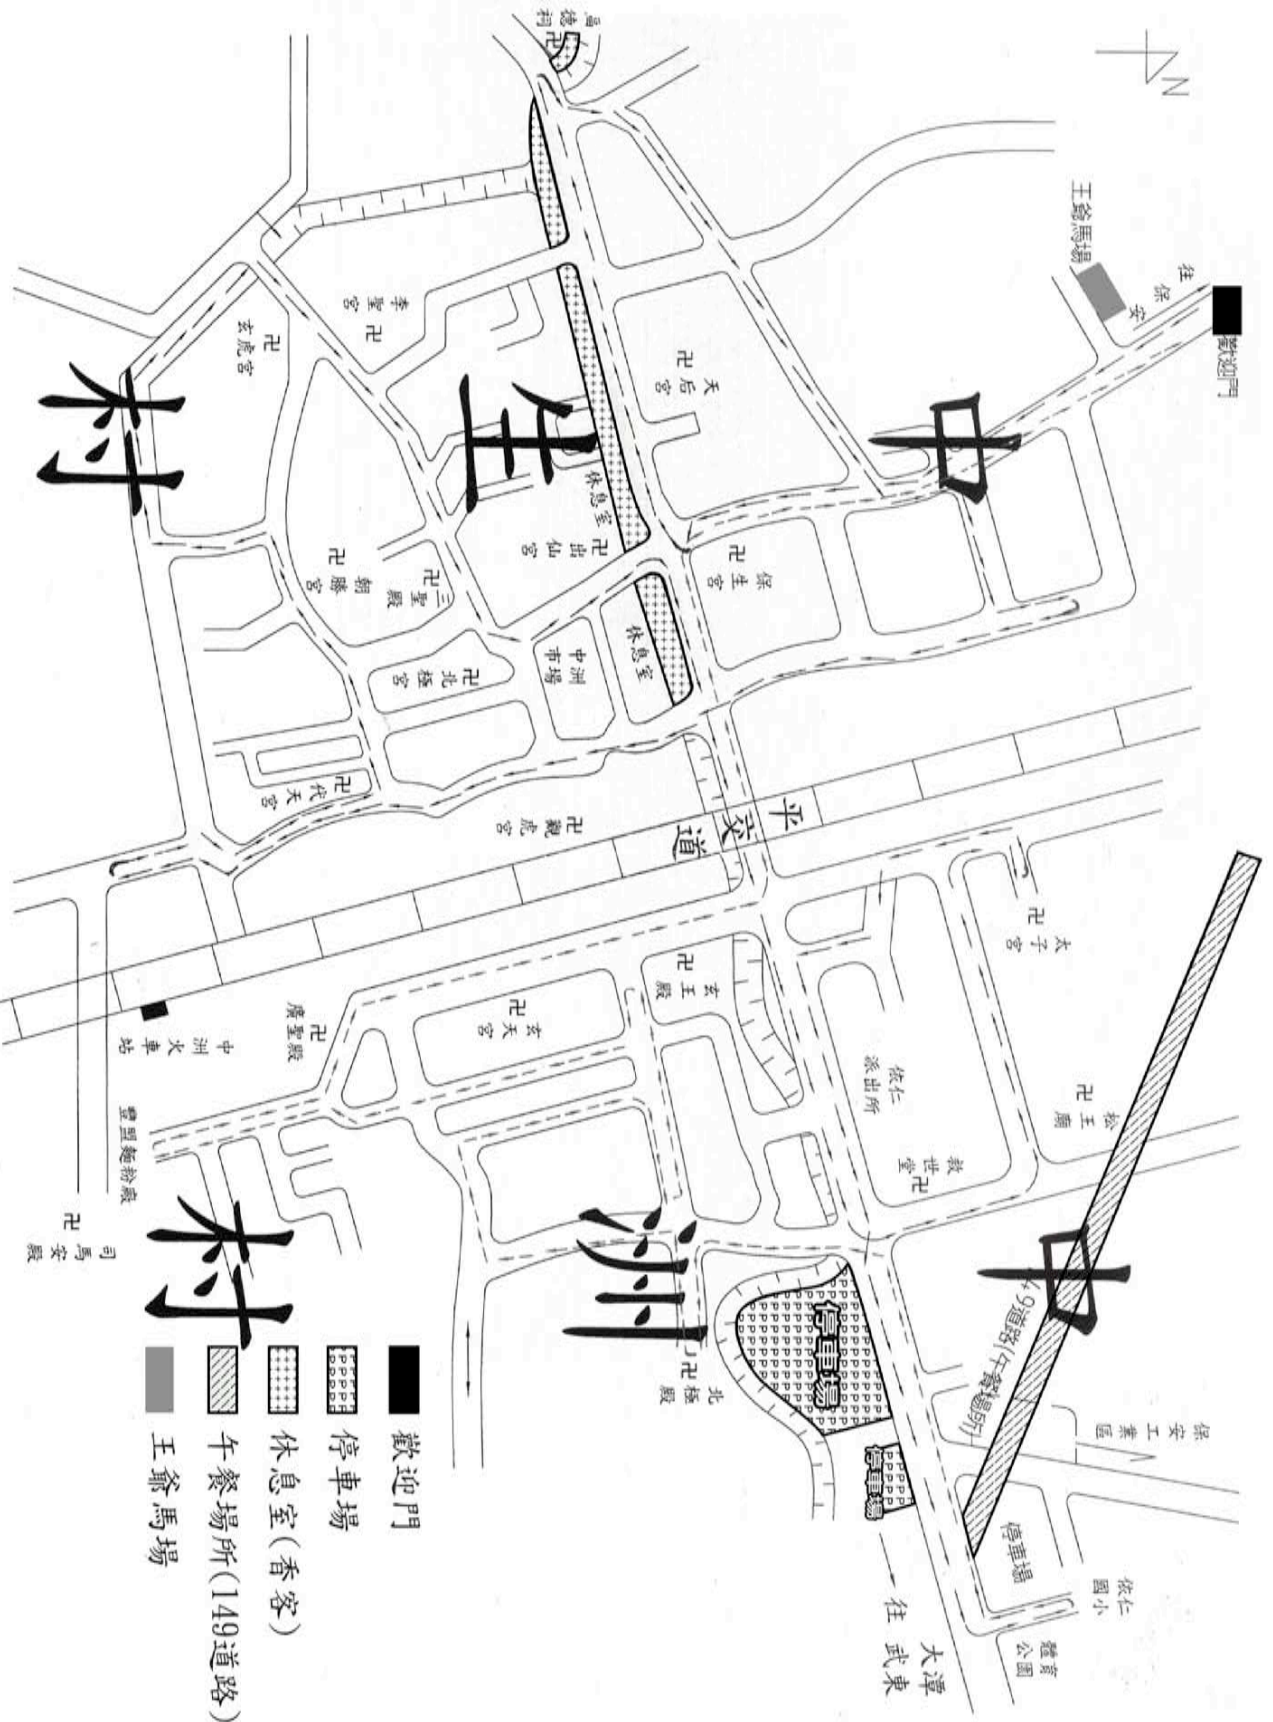 N
昌德祠
王爺馬場
往保安
歡迎門
李聖宮
玄虎宮
天后宮
中生村
休息室
出仙宮
保生宮
三聖殿
朝勝宮
休息室
中洲市場
北極宮
代天宮
觀虎宮
平交道
太子宮
玄王殿
玄天宮
廣聖殿
中洲火車站
依仁派出所
松王廟
救世堂
豐盟麵粉廠
司馬安殿
中洲村
149道路(午餐場所)
停車場
北極殿
停車場
保安工業區
停車場
依仁國小
體育公園
往大潭武東
歡迎門
停車場
休息室(香客)
午餐場所(149道路)
王爺馬場